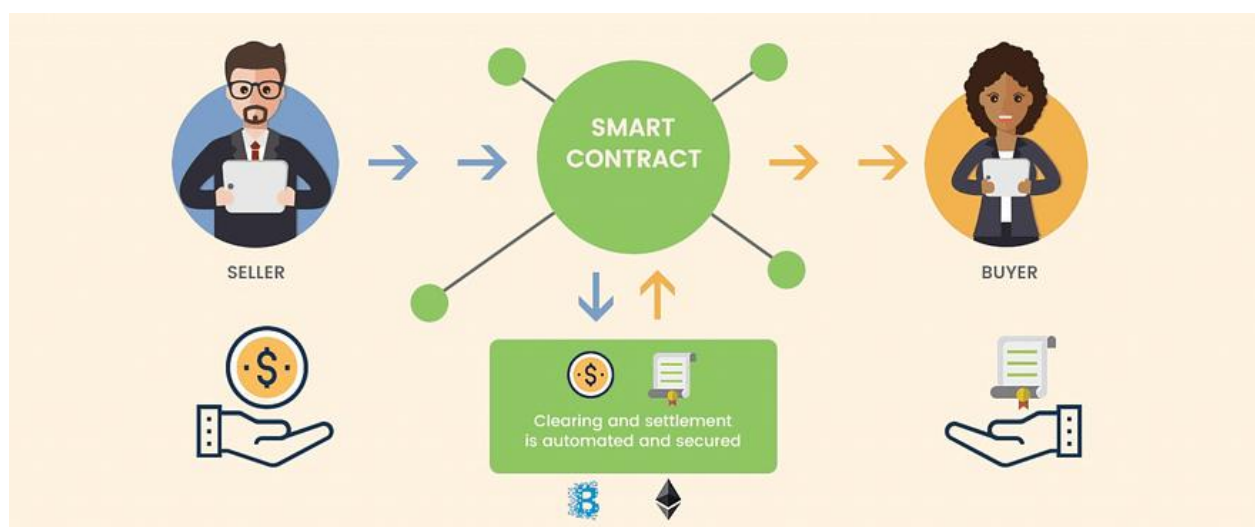 SMART
CONTRACT
SELLER
BUYER
$
$
Clearing and settlement
is automated and secured
B